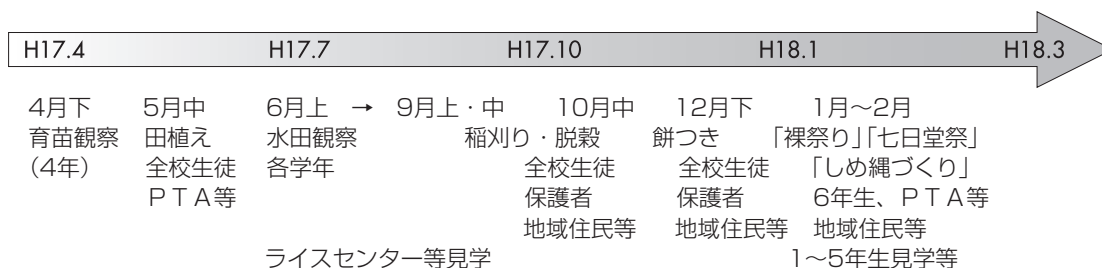 H17.4 H17.7 H17.10 H18.1 H18.3
4月下 5月中 6月上 → 9月上・中 10月中 12月下 1月～2月
育苗観察 田植え 水田観察 稲刈り・脱穀 餅つき 「裸祭り」「七日堂祭」
(4年) 全校生徒 各学年 全校生徒 全校生徒 「しめ縄づくり」
ＰＴＡ等 保護者 保護者 6年生、ＰＴＡ等
地域住民等 地域住民等 地域住民等
ライスセンター等見学 1～5年生見学等